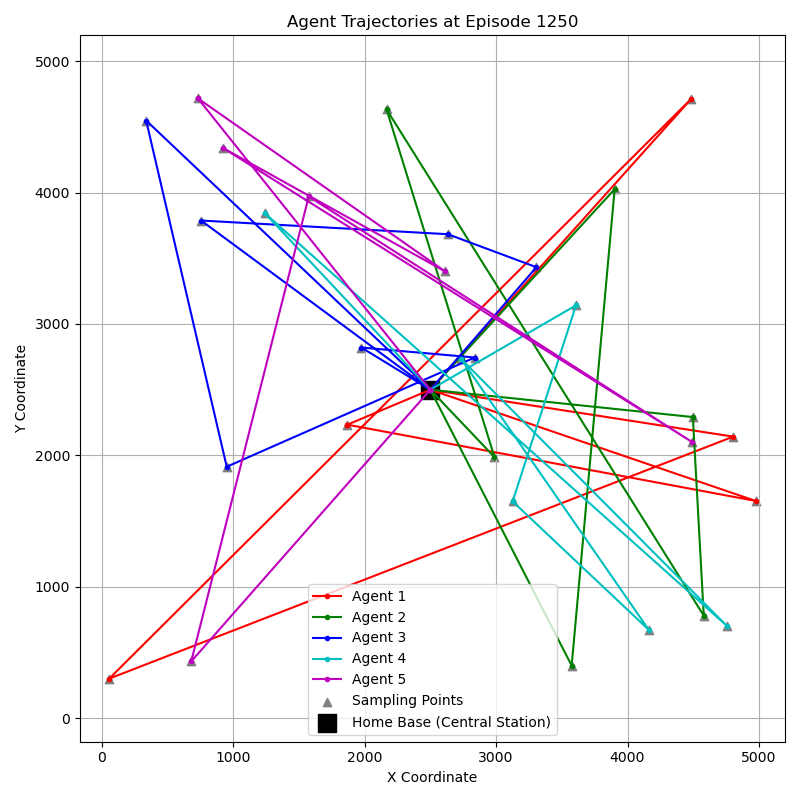 Agent Trajectories at Episode 1250
Y Coordinate
5000
4000
3000
2000
1000
0
Agent 1
Agent 2
Agent 3
Agent 4
Agent 5
Sampling Points
Home Base (Central Station)
0 1000 2000 3000 4000 5000
X Coordinate